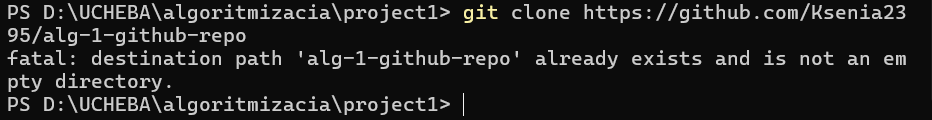 PS D:\UCHEBA\algoritmizacia\project1> git clone https://github.com/Ksenia23
95/alg-1-github-repo
fatal: destination path 'alg-1-github-repo' already exists and is not an em
pty directory.
PS D:\UCHEBA\algoritmizacia\project1>